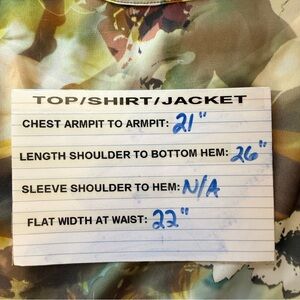 TOP/SHIRT/JACKET
CHEST ARMPIT TO ARMPIT: 21"
LENGTH SHOULDER TO BOTTOM HEM: 26"
SLEEVE SHOULDER TO HEM: N/A
FLAT WIDTH AT WAIST: 22"